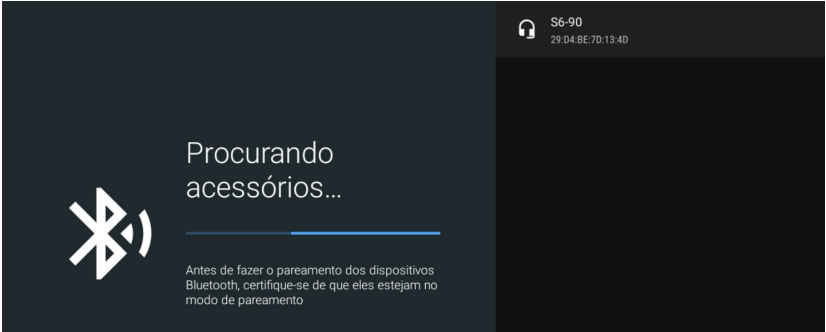 Procurando
acessórios...
Antes de fazer o pareamento dos dispositivos
Bluetooth, certifique-se de que eles estejam no
modo de pareamento
S6-90
29:D4:BE:7D:13:4D